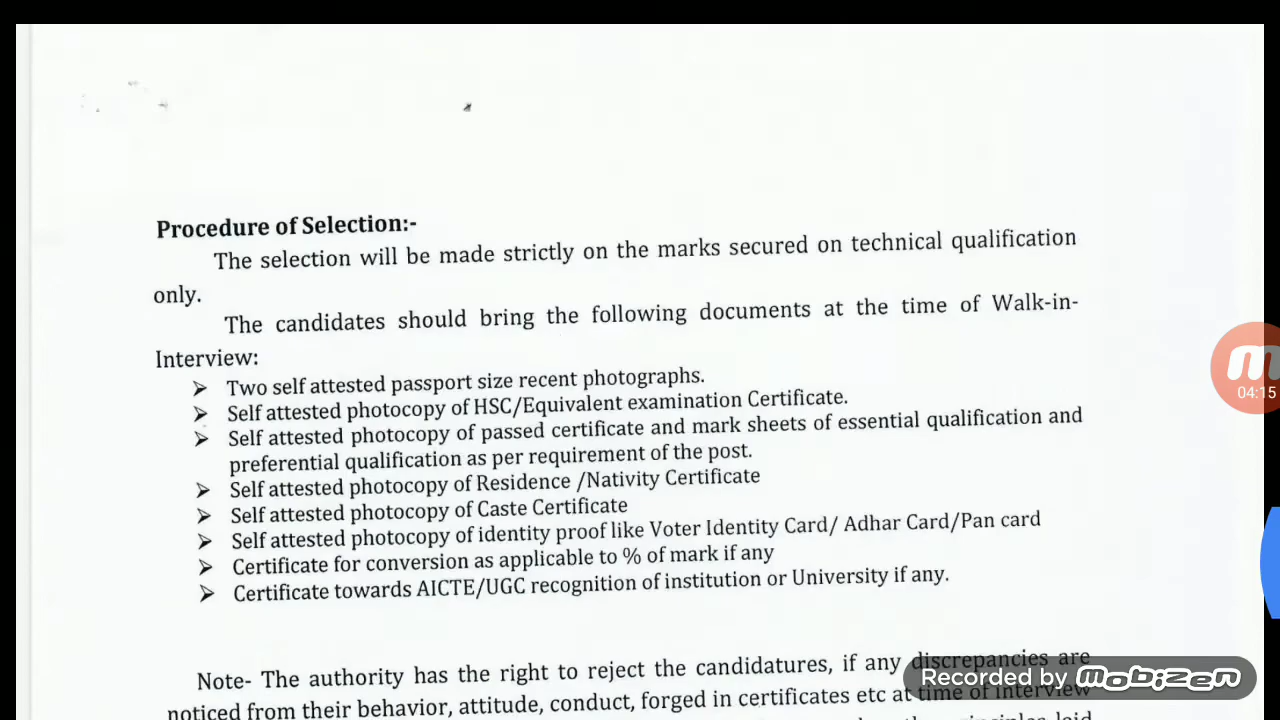 Procedure of Selection:-
The selection will be made strictly on the marks secured on technical qualification
only.
The candidates should bring the following documents at the time of Walk-in-
Interview:
Two self attested passport size recent photographs.
Self attested photocopy of HSC/Equivalent examination Certificate.
Self attested photocopy of passed certificate and mark sheets of essential qualification and
preferential qualification as per requirement of the post.
Self attested photocopy of Residence /Nativity Certificate
Self attested photocopy of Caste Certificate
Self attested photocopy of identity proof like Voter Identity Card/ Adhar Card/Pan card
Certificate for conversion as applicable to % of mark if any
Certificate towards AICTE/UGC recognition of institution or University if any.
04:15
Note- The authority has the right to reject the candidatures, if any discrepancies are
noticed from their behavior, attitude, conduct, forged in certificates etc at time of interview
Recorded by mobizen